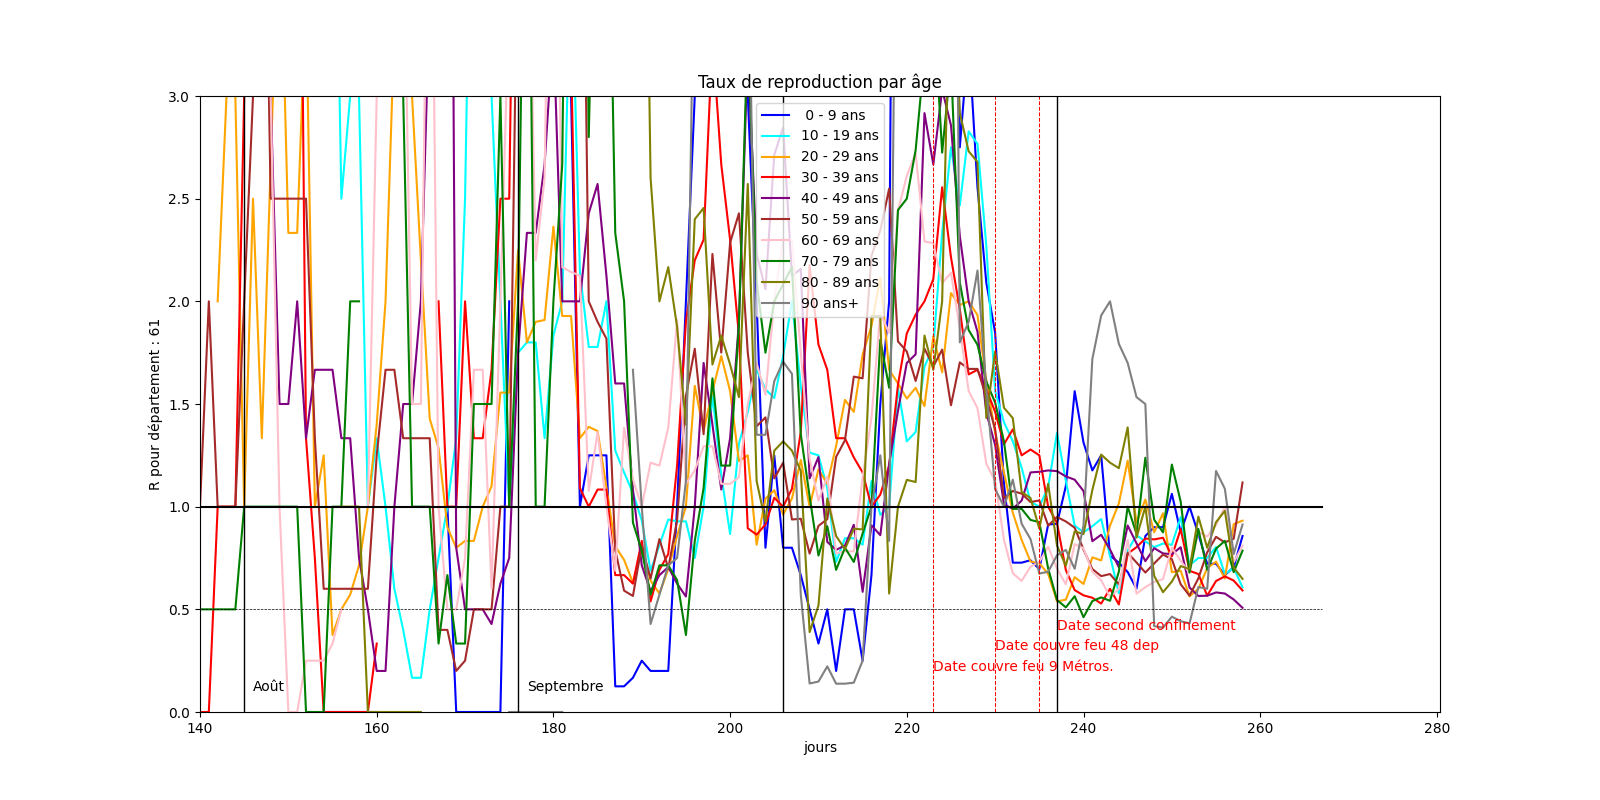 Taux de reproduction par âge
3.0
2.5
2.0
1.5
1.0
0.5
0.0
R pour département : 61
0 - 9 ans
10 - 19 ans
20 - 29 ans
30 - 39 ans
40 - 49 ans
50 - 59 ans
60 - 69 ans
70 - 79 ans
80 - 89 ans
90 ans+
Date second confinement
Date couvre feu 48 dep
Date couvre feu 9 Métros.
Août
Septembre
140
160
180
200
220
240
260
280
jours